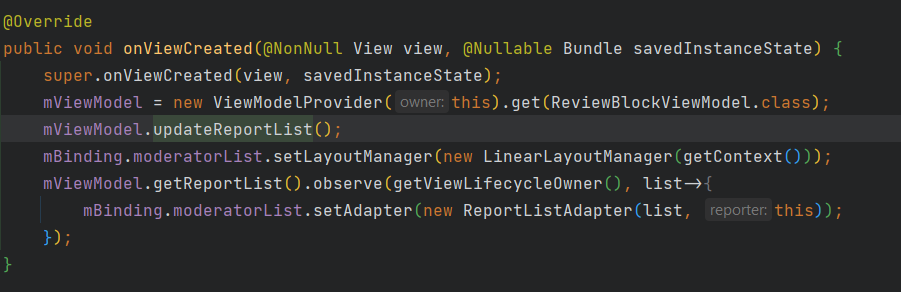 @Override
public void onViewCreated(@NonNull View view, @Nullable Bundle savedInstanceState) {
super.onViewCreated(view, savedInstanceState);
mViewModel = new ViewModelProvider( owner: this).get(ReviewBlockViewModel.class);
mViewModel.updateReportList();
mBinding.moderatorList.setLayoutManager(new LinearLayoutManager(getContext()));
mViewModel.getReportList().observe(getViewLifecycleOwner(), list->{
mBinding.moderatorList.setAdapter(new ReportListAdapter(list, reporter: this));
});
}